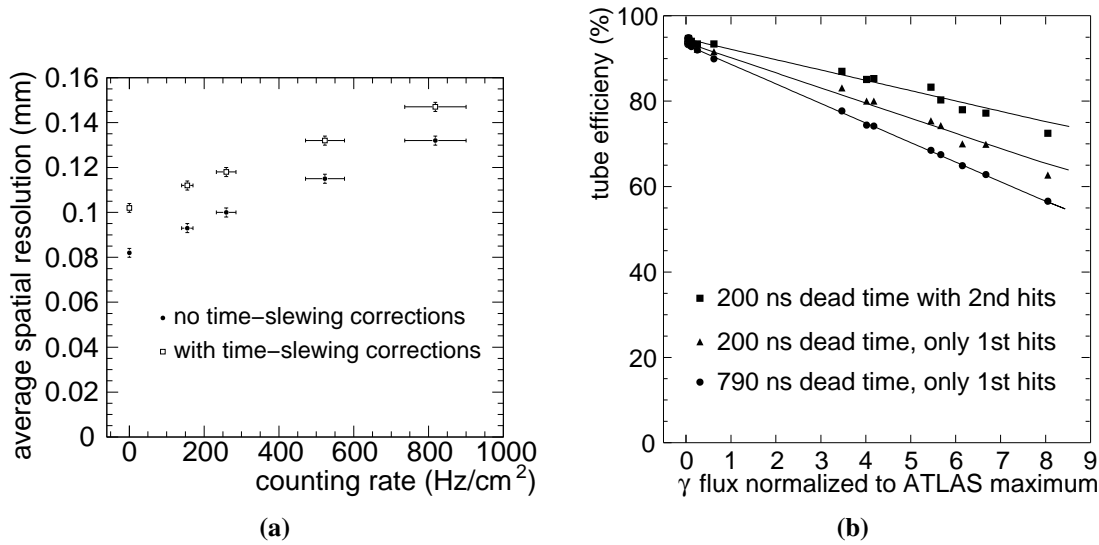 average spatial resolution (mm)
0.16
0.14
0.12
0.1
0.08
0.06
0.04
0.02
0
no time−slewing corrections
with time−slewing corrections
0 200 400 600 800 1000
counting rate (Hz/cm²)
(a)
tube efficieny (%)
100
80
60
40
20
0
200 ns dead time with 2nd hits
200 ns dead time, only 1st hits
790 ns dead time, only 1st hits
0 1 2 3 4 5 6 7 8 9
γ flux normalized to ATLAS maximum
(b)